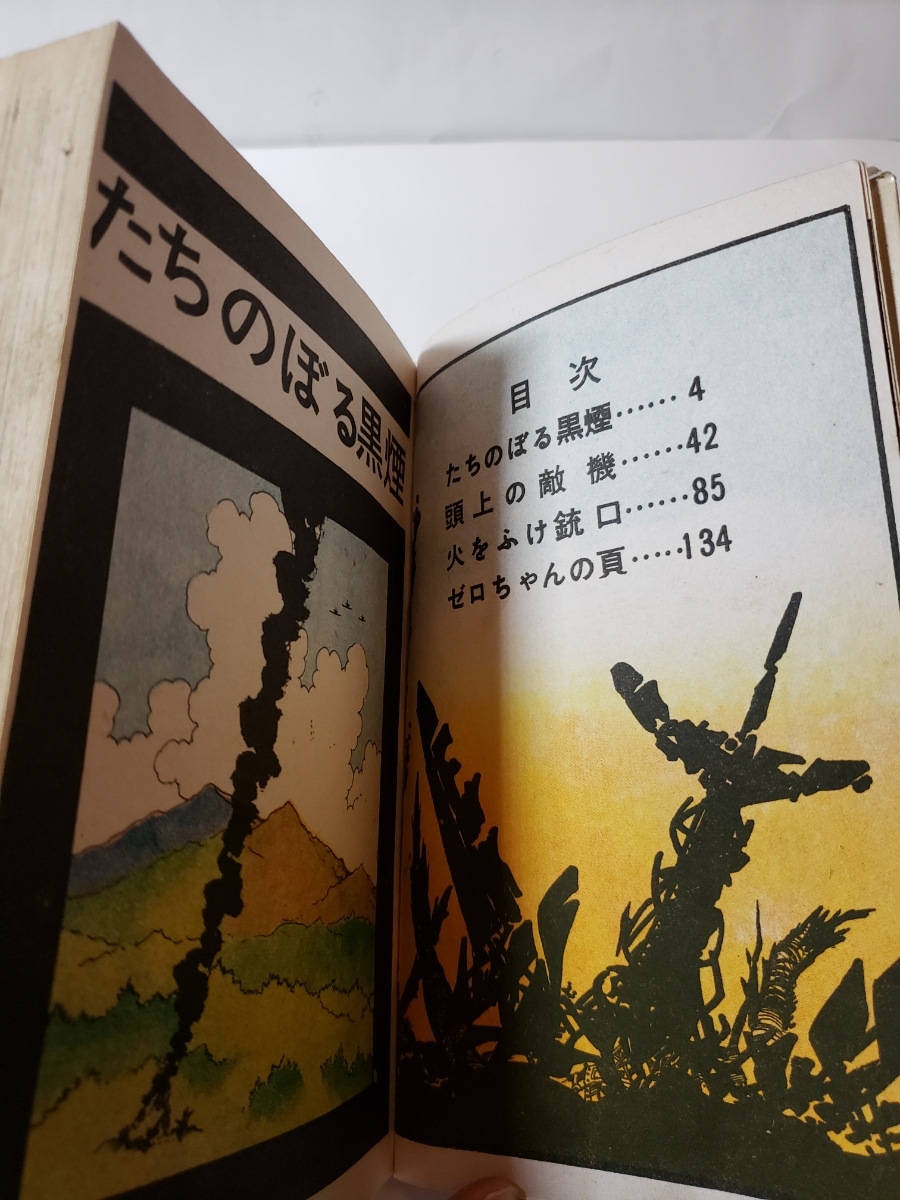 たちのぼる黒煙
目次
たちのぼる黒煙……4
頭上の敵機……42
火をふけ銃口……85
ゼロちゃんの頁……134